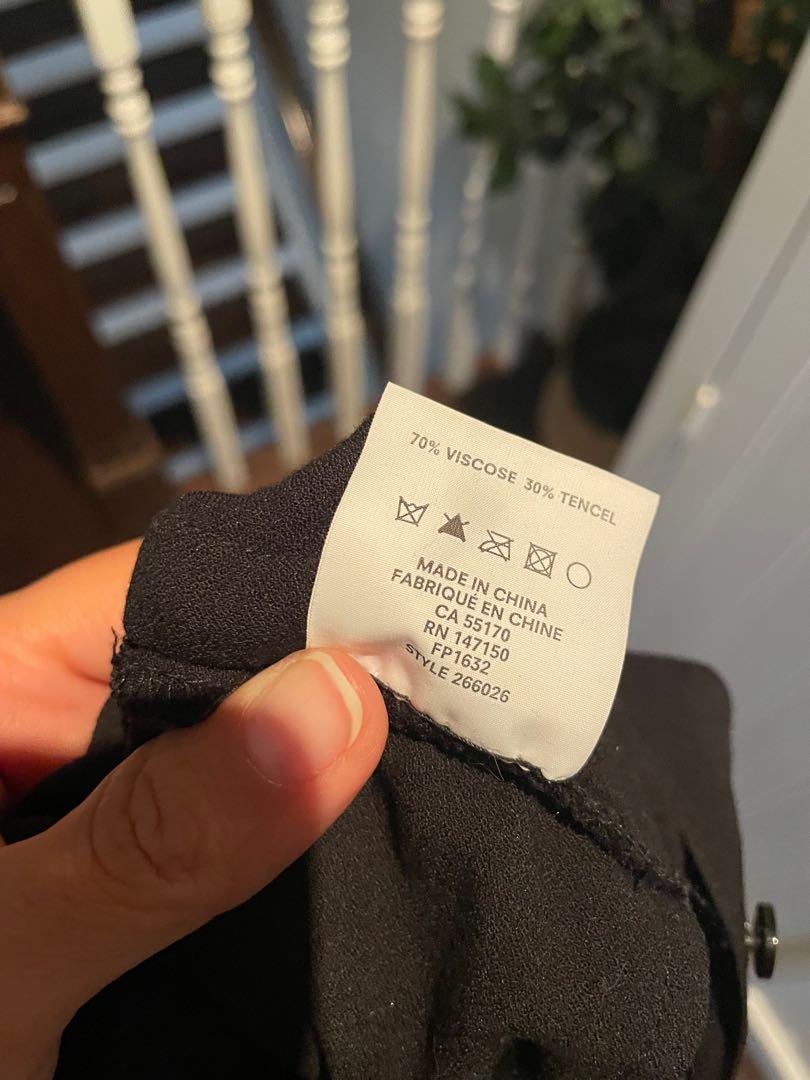 70% VISCOSE 30% TENCEL
MADE IN CHINA
FABRIQUÉ EN CHINE
CA 55170
RN 147150
FP1632
STYLE 266026